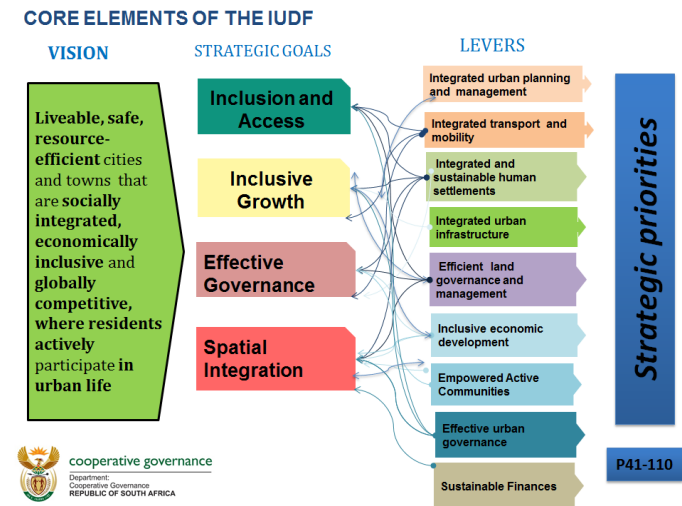 CORE ELEMENTS OF THE IUDF
VISION
STRATEGIC GOALS
LEVERS
Liveable, safe,
resource-
efficient cities
and towns that
are socially
integrated,
economically
inclusive and
globally
competitive,
where residents
actively
participate in
urban life
Inclusion and
Access
Inclusive
Growth
Effective
Governance
Spatial
Integration
Integrated urban planning
and management
Integrated transport and
mobility
Integrated and
sustainable human
settlements
Integrated urban
infrastructure
Efficient land
governance and
management
Inclusive economic
development
Empowered Active
Communities
Effective urban
governance
Sustainable Finances
Strategic priorities
P41-110
cooperative governance
Department:
Cooperative Governance
REPUBLIC OF SOUTH AFRICA